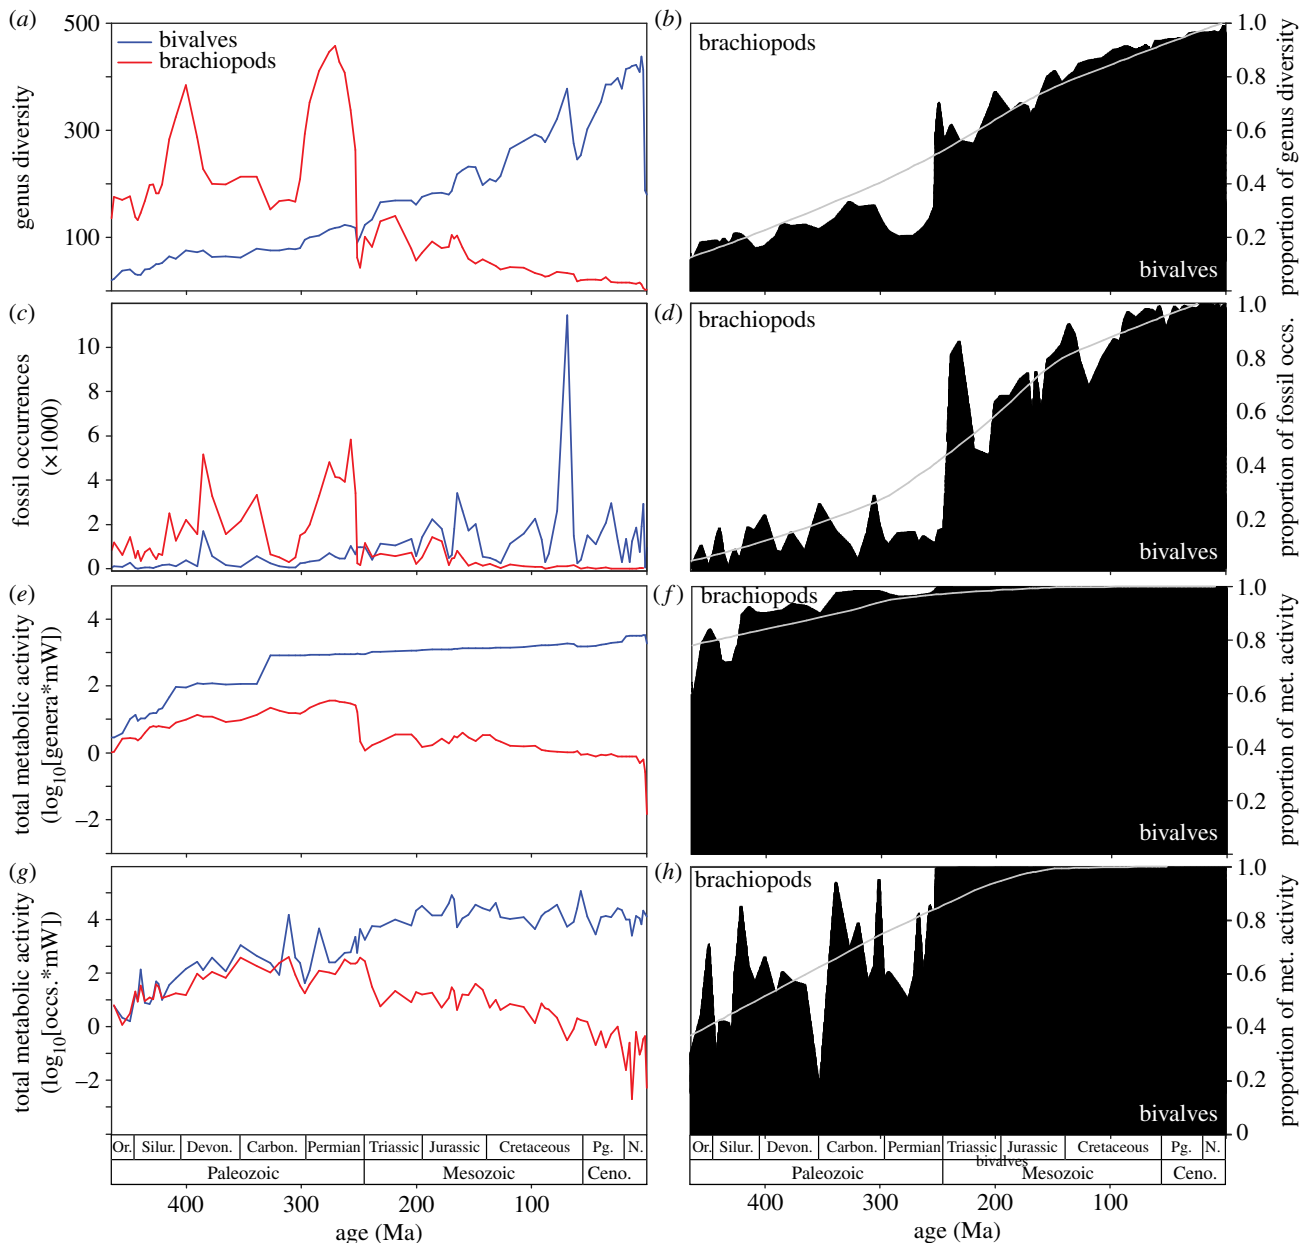 (a)
500
300
100
genus diversity
bivalves
brachiopods
(b)
brachiopods
bivalves
1.0
0.8
0.6
0.4
0.2
proportion of genus diversity
(c)
10
8
6
4
2
0
fossil occurrences
(×1000)
(d)
brachiopods
bivalves
1.0
0.8
0.6
0.4
0.2
proportion of fossil occs.
(e)
4
2
0
–2
total metabolic activity
(log10[genera*mW])
(f)
brachiopods
bivalves
1.0
0.8
0.6
0.4
0.2
proportion of met. activity
(g)
4
2
0
–2
total metabolic activity
(log10[occs.*mW])
(h)
brachiopods
bivalves
1.0
0.8
0.6
0.4
0.2
0
proportion of met. activity
Or. Silur. Devon. Carbon. Permian Triassic Jurassic Cretaceous Pg. N.
Paleozoic Mesozoic Ceno.
400 300 200 100
age (Ma)
Or. Silur. Devon. Carbon. Permian Triassic Jurassic Cretaceous Pg. N.
bivalves
Paleozoic Mesozoic Ceno.
400 300 200 100
age (Ma)